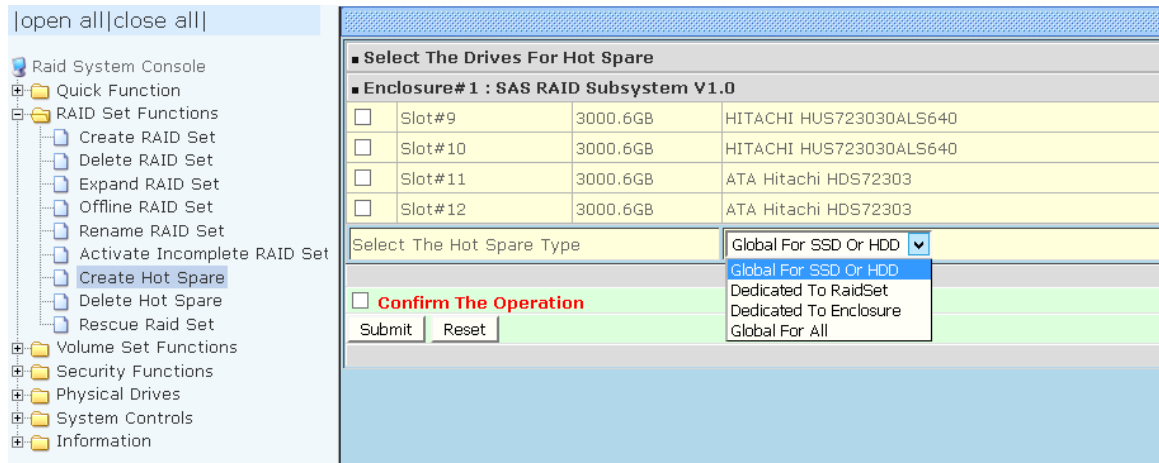 |open all|close all|
Raid System Console
Quick Function
RAID Set Functions
Create RAID Set
Delete RAID Set
Expand RAID Set
Offline RAID Set
Rename RAID Set
Activate Incomplete RAID Set
Create Hot Spare
Delete Hot Spare
Rescue Raid Set
Volume Set Functions
Security Functions
Physical Drives
System Controls
Information
Select The Drives For Hot Spare
Enclosure#1 : SAS RAID Subsystem V1.0
Slot#9 3000.6GB HITACHI HUS723030ALS640
Slot#10 3000.6GB HITACHI HUS723030ALS640
Slot#11 3000.6GB ATA Hitachi HDS72303
Slot#12 3000.6GB ATA Hitachi HDS72303
Select The Hot Spare Type Global For SSD Or HDD
Global For SSD Or HDD
Dedicated To RaidSet
Dedicated To Enclosure
Global For All
Confirm The Operation
Submit Reset